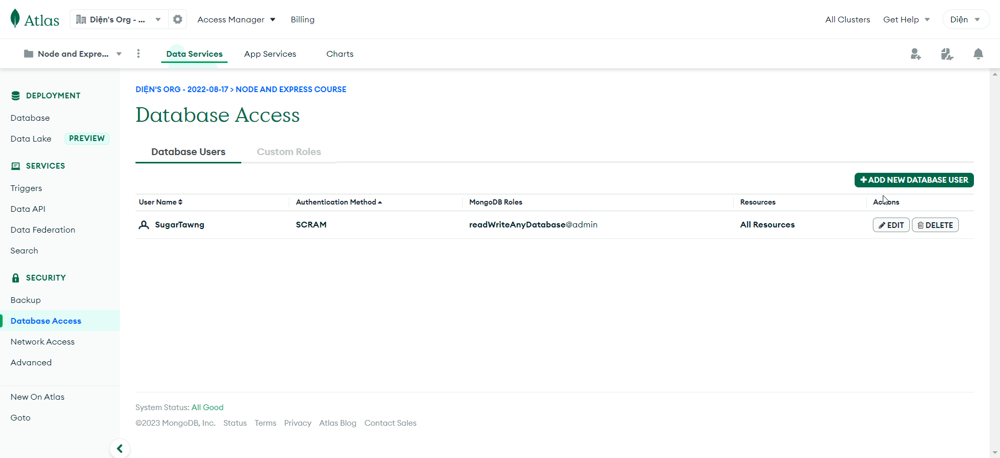 Atlas
Diện's Org - ...
Access Manager
Billing
All Clusters
Get Help
Diện
Node and Expre...
Data Services
App Services
Charts
DEPLOYMENT
Database
Data Lake
PREVIEW
SERVICES
Triggers
Data API
Data Federation
Search
SECURITY
Backup
Database Access
Network Access
Advanced
New On Atlas
Goto
DIỆN'S ORG - 2022-08-17 > NODE AND EXPRESS COURSE
Database Access
Database Users
Custom Roles
ADD NEW DATABASE USER
User Name
Authentication Method
MongoDB Roles
Resources
Actions
SugarTawng
SCRAM
readWriteAnyDatabase@admin
All Resources
EDIT
DELETE
System Status: All Good
©2023 MongoDB, Inc.
Status
Terms
Privacy
Atlas Blog
Contact Sales